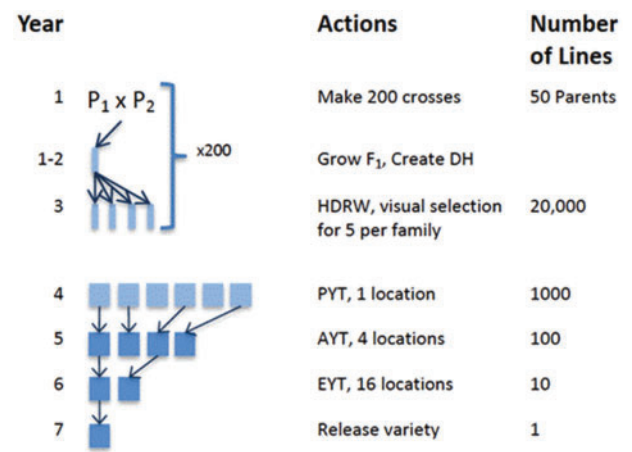 Year Actions Number of Lines
1 P₁ x P₂ Make 200 crosses 50 Parents
x200
1-2 Grow F₁, Create DH
3 HDRW, visual selection for 5 per family 20,000
4 PYT, 1 location 1000
5 AYT, 4 locations 100
6 EYT, 16 locations 10
7 Release variety 1